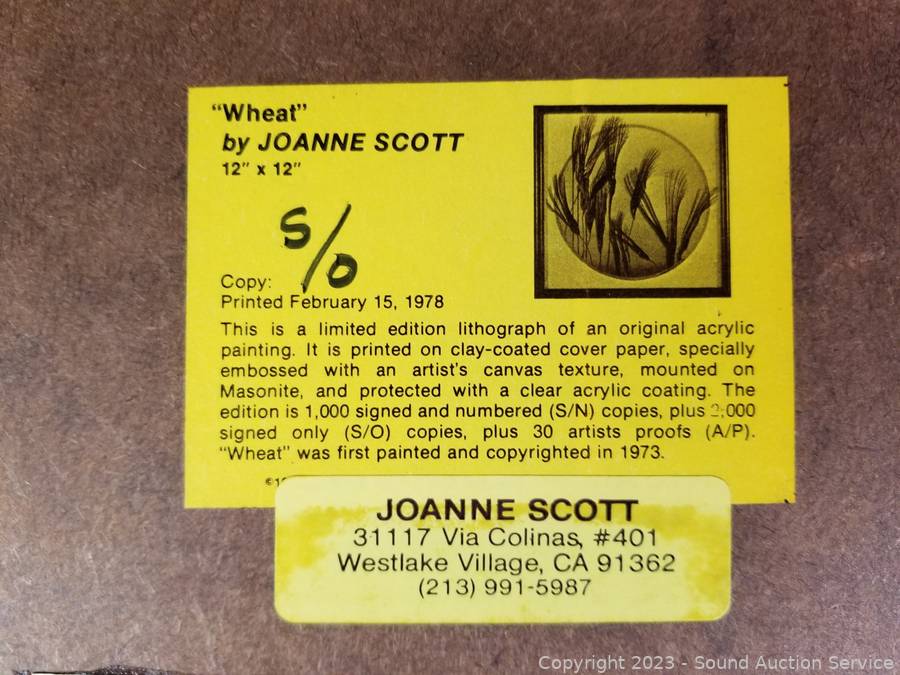 "Wheat"
by JOANNE SCOTT
12" x 12"
S/O
Copy:
Printed February 15, 1978
This is a limited edition lithograph of an original acrylic
painting. It is printed on clay-coated cover paper, specially
embossed with an artist's canvas texture, mounted on
Masonite, and protected with a clear acrylic coating. The
edition is 1,000 signed and numbered (S/N) copies, plus 2,000
signed only (S/O) copies, plus 30 artists proofs (A/P).
"Wheat" was first painted and copyrighted in 1973.
JOANNE SCOTT
31117 Via Colinas, #401
Westlake Village, CA 91362
(213) 991-5987
Copyright 2023 - Sound Auction Service